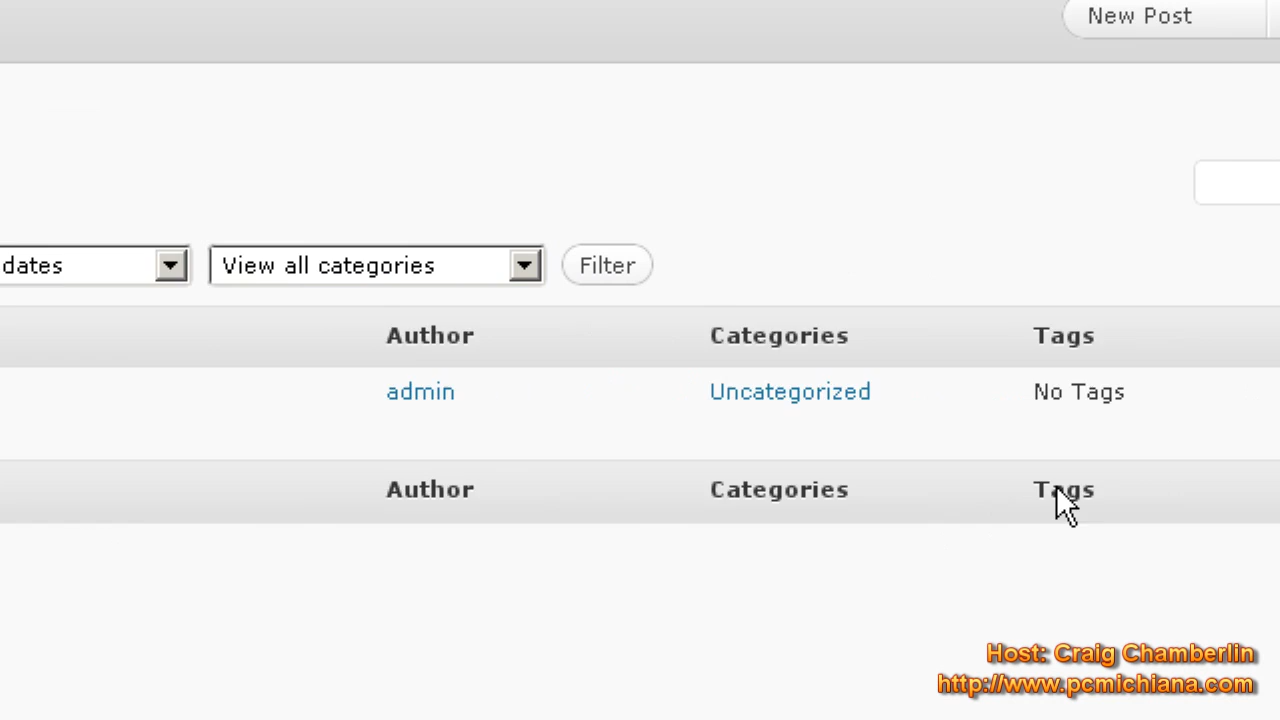 New Post
dates View all categories Filter
Author Categories Tags
admin Uncategorized No Tags
Author Categories Tags
Host: Craig Chamberlin
http://www.pcmichiana.com